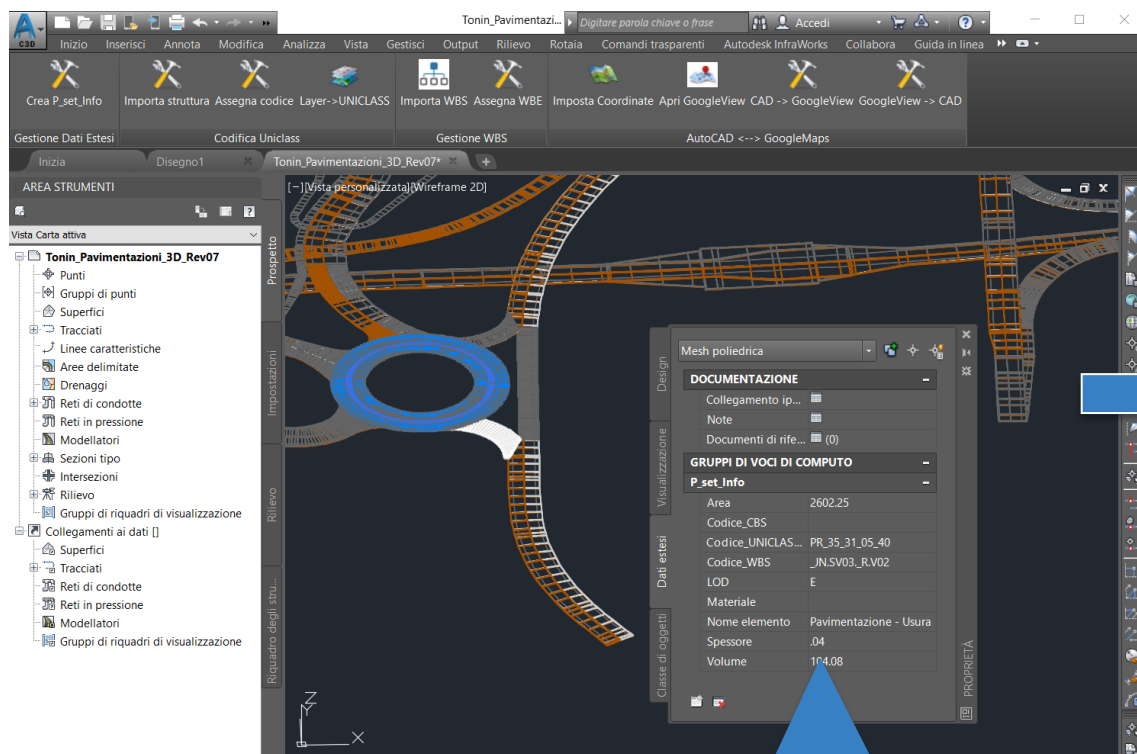 Tonin_Pavimentazi... Digitare parola chiave o frase Accedi
C3D Inizio Inserisci Annota Modifica Analizza Vista Gestisci Output Rilievo Rotaia Comandi trasparenti Autodesk InfraWorks Collabora Guida in linea
Crea P_set_Info Importa struttura Assegna codice Layer->UNICLASS Importa WBS Assegna WBE Imposta Coordinate Apri GoogleView CAD -> GoogleView GoogleView -> CAD
Gestione Dati Estesi Codifica Uniclass Gestione WBS AutoCAD <--> GoogleMaps
Inizia Disegno1 Tonin_Pavimentazioni_3D_Rev07*
AREA STRUMENTI
[−][Vista personalizzata][Wireframe 2D]
Vista Carta attiva
Tonin_Pavimentazioni_3D_Rev07
Punti
Gruppi di punti
Superfici
Tracciati
Linee caratteristiche
Aree delimitate
Drenaggi
Reti di condotte
Reti in pressione
Modellatori
Sezioni tipo
Intersezioni
Rilievo
Gruppi di riquadri di visualizzazione
Collegamenti ai dati []
Superfici
Tracciati
Reti di condotte
Reti in pressione
Modellatori
Gruppi di riquadri di visualizzazione
Prospetto
Impostazioni
Rilievo
Riquadro degli stru...
Design
Visualizzazione
Dati estesi
Classe di oggetti
Mesh poliedrica
DOCUMENTAZIONE
Collegamento ip...
Note
Documenti di rife... (0)
GRUPPI DI VOCI DI COMPUTO
P_set_Info
Area 2602.25
Codice_CBS
Codice_UNICLAS... PR_35_31_05_40
Codice_WBS _JN.SV03._R.V02
LOD E
Materiale
Nome elemento Pavimentazione - Usura
Spessore .04
Volume 104.08
PROPRIETÀ
Z
Y
X